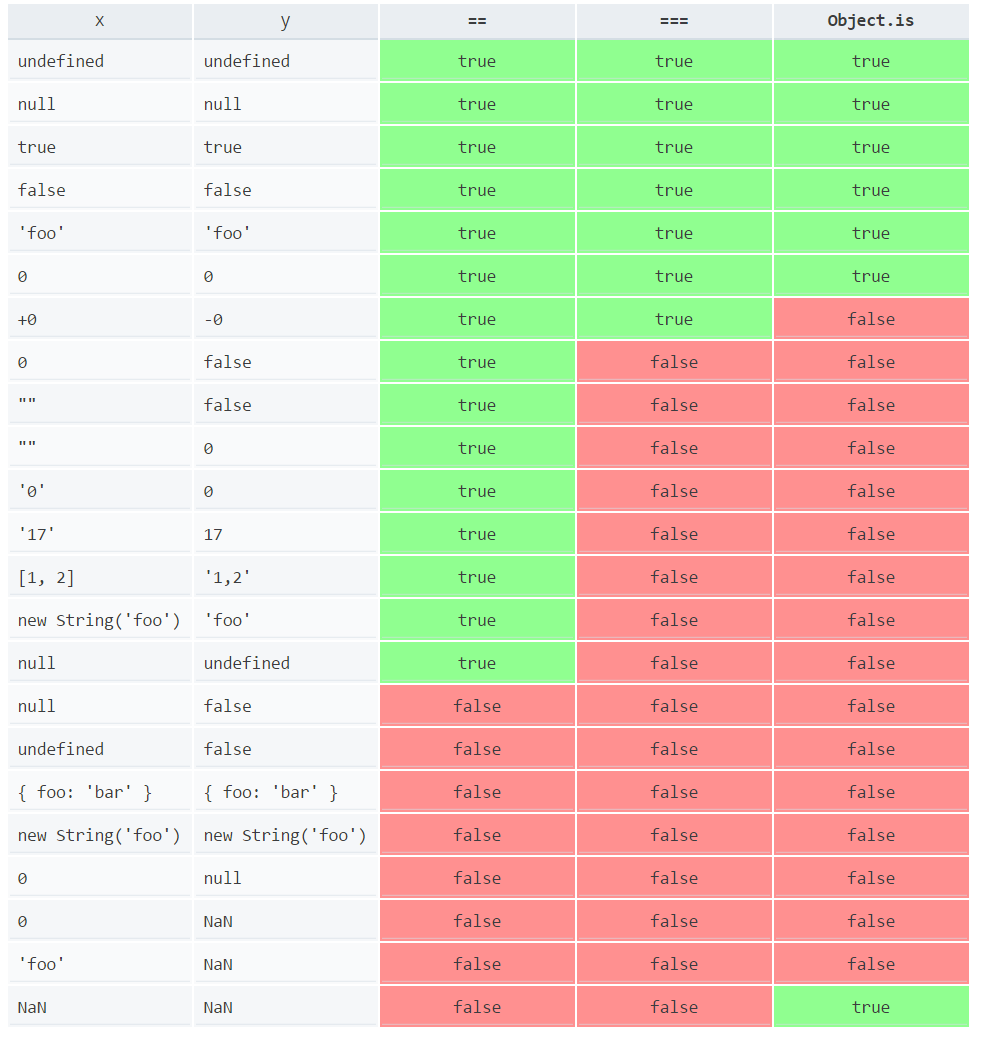 x y == === Object.is
undefined undefined true true true
null null true true true
true true true true true
false false true true true
'foo' 'foo' true true true
0 0 true true true
+0 -0 true true false
0 false true false false
"" false true false false
"" 0 true false false
'0' 0 true false false
'17' 17 true false false
[1, 2] '1,2' true false false
new String('foo') 'foo' true false false
null undefined true false false
null false false false false
undefined false false false false
{ foo: 'bar' } { foo: 'bar' } false false false
new String('foo') new String('foo') false false false
0 null false false false
0 NaN false false false
'foo' NaN false false false
NaN NaN false false true